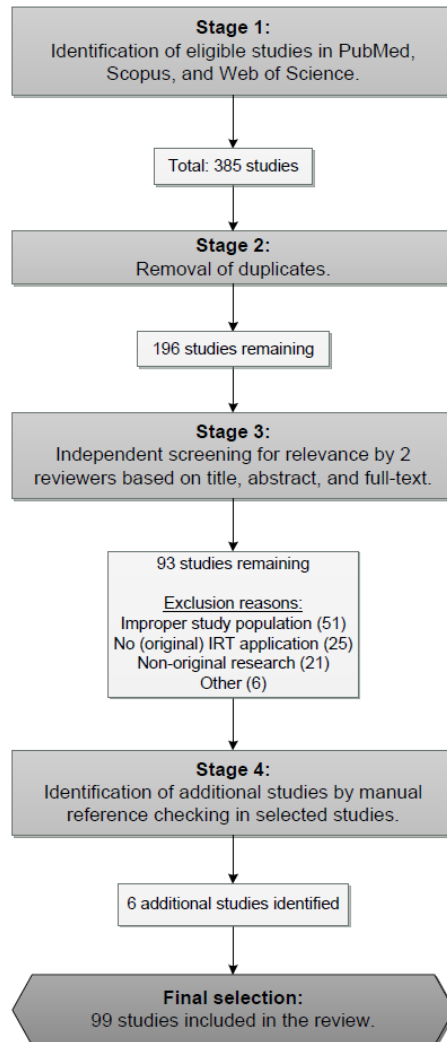 Stage 1:
Identification of eligible studies in PubMed,
Scopus, and Web of Science.
Total: 385 studies
Stage 2:
Removal of duplicates.
196 studies remaining
Stage 3:
Independent screening for relevance by 2
reviewers based on title, abstract, and full-text.
93 studies remaining
Exclusion reasons:
Improper study population (51)
No (original) IRT application (25)
Non-original research (21)
Other (6)
Stage 4:
Identification of additional studies by manual
reference checking in selected studies.
6 additional studies identified
Final selection:
99 studies included in the review.